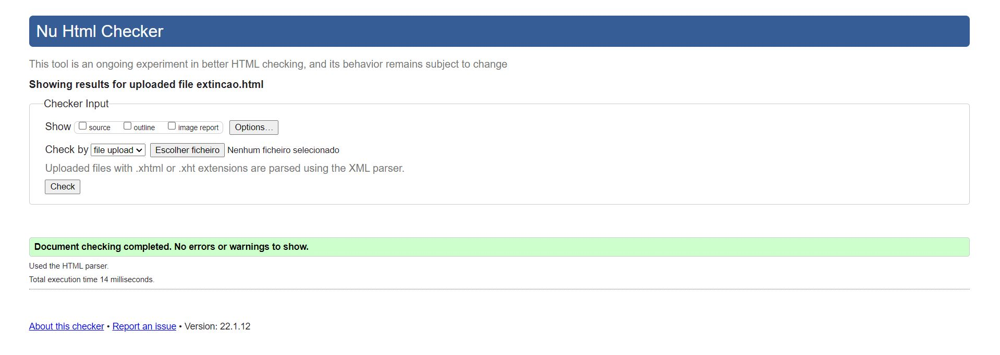 Nu Html Checker
This tool is an ongoing experiment in better HTML checking, and its behavior remains subject to change
Showing results for uploaded file extincao.html
Checker Input
Show source outline image report Options…
Check by file upload Escolher ficheiro Nenhum ficheiro selecionado
Uploaded files with .xhtml or .xht extensions are parsed using the XML parser.
Check
Document checking completed. No errors or warnings to show.
Used the HTML parser.
Total execution time 14 milliseconds.
About this checker • Report an issue • Version: 22.1.12